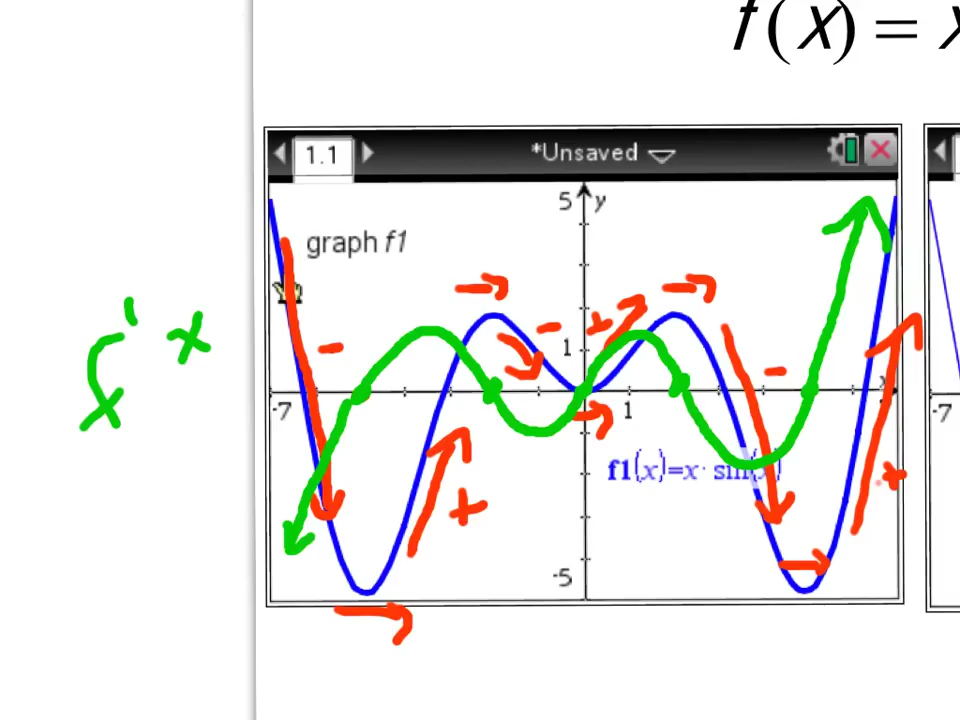 f(x) = x
1.1 *Unsaved
5 y
graph f1
f' x
- + - + - +
1
-7 1 x
f1(x)=x· sin(x)
-5
-7